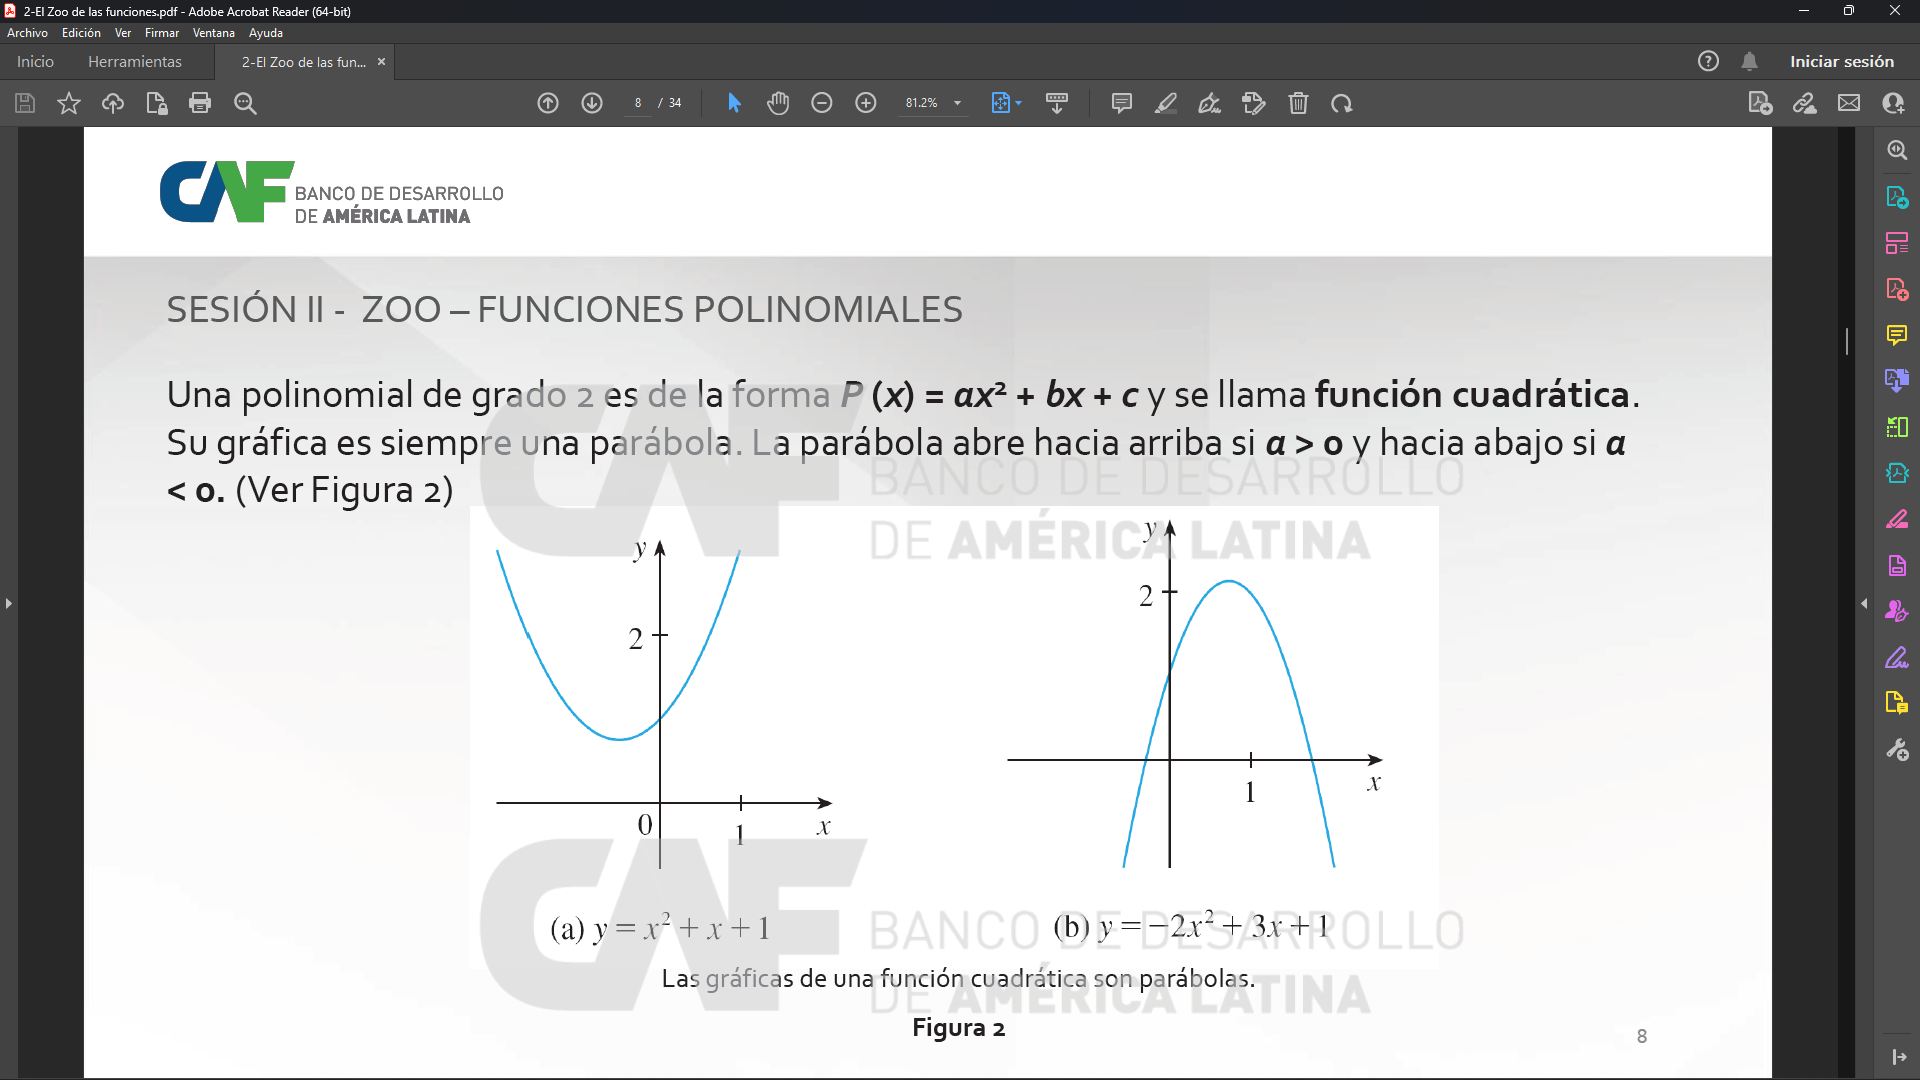 2-El Zoo de las funciones.pdf - Adobe Acrobat Reader (64-bit)
Archivo Edición Ver Firmar Ventana Ayuda
Inicio Herramientas 2-El Zoo de las fun... × Iniciar sesión
8 / 34 81.2%
CAF BANCO DE DESARROLLO
DE AMÉRICA LATINA
SESIÓN II - ZOO – FUNCIONES POLINOMIALES
Una polinomial de grado 2 es de la forma P (x) = ax² + bx + c y se llama función cuadrática.
Su gráfica es siempre una parábola. La parábola abre hacia arriba si a > 0 y hacia abajo si a
< 0. (Ver Figura 2)
CAF BANCO DE DESARROLLO
DE AMÉRICA LATINA
y
2
0
1
x
y
2
1
x
(a) y = x² + x + 1
(b) y = −2x² + 3x + 1
CAF BANCO DE DESARROLLO
DE AMÉRICA LATINA
Las gráficas de una función cuadrática son parábolas.
Figura 2
8